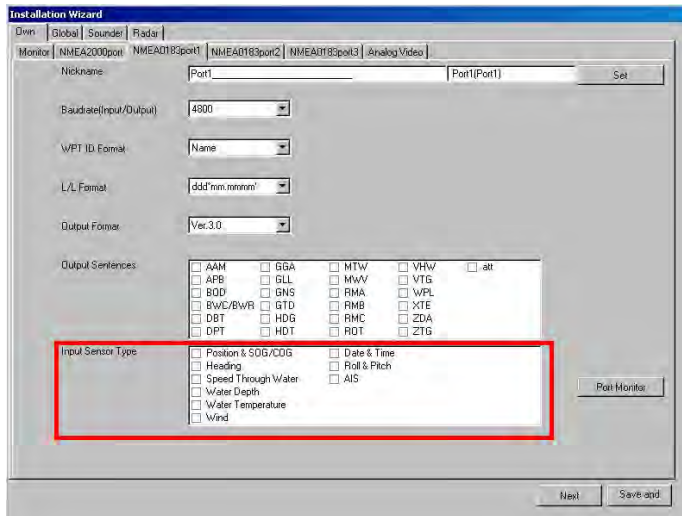 Installation Wizard
Own Global Sounder Radar
Monitor NMEA2000port NMEA0183port1 NMEA0183port2 NMEA0183port3 Analog Video
Nickname Port1 Port1(Port1) Set
Baudrate(Input/Output) 4800
WPT ID Format Name
L/L Format ddd°mm.mmmm'
Output Format Ver.3.0
Output Sentences AAM GGA MTW VHW att
APB GLL MWV VTG
BOD GNS RMA WPL
BWC/BWR GTD RMB XTE
DBT HDG RMC ZDA
DPT HDT ROT ZTG
Input Sensor Type Position & SOG/COG Date & Time
Heading Roll & Pitch
Speed Through Water AIS
Water Depth
Port Monitor
Water Temperature
Wind
Next Save and